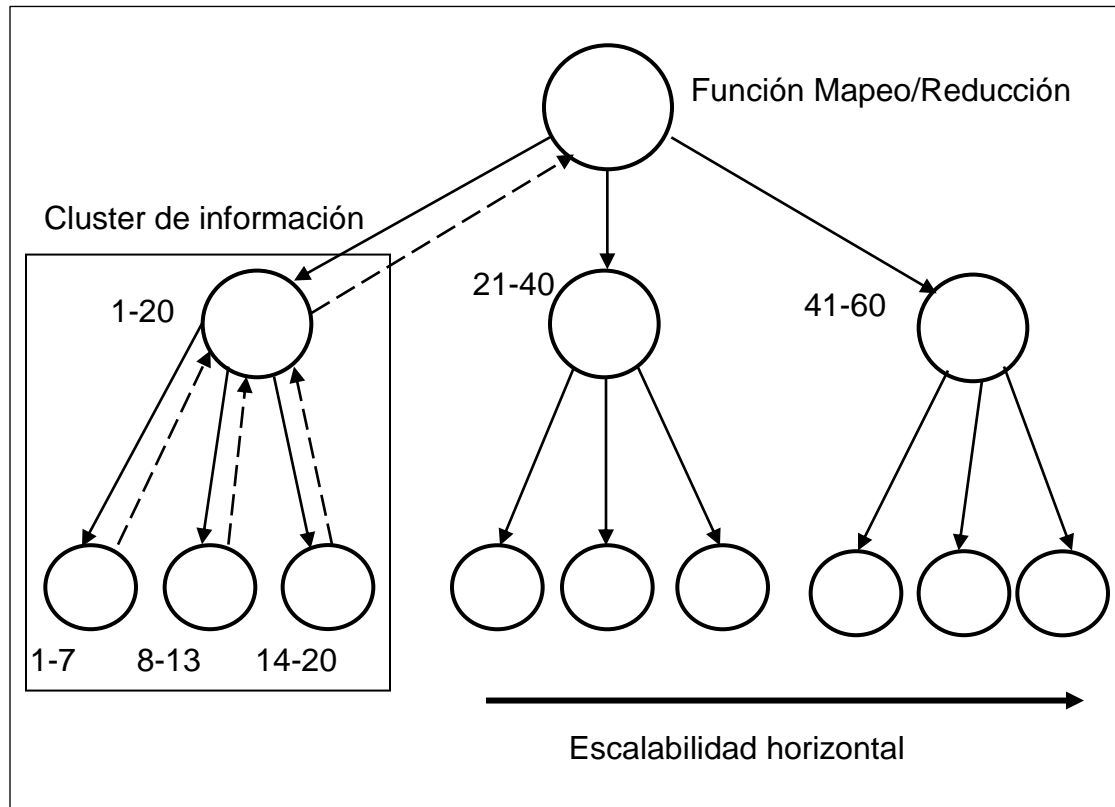 Función Mapeo/Reducción
Cluster de información
1-20
21-40
41-60
1-7
8-13
14-20
Escalabilidad horizontal